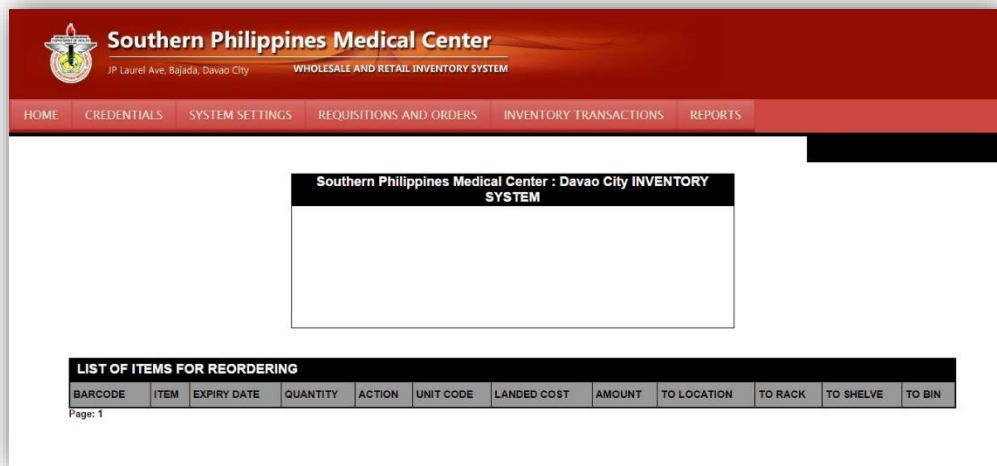 Southern Philippines Medical Center
JP Laurel Ave, Bajada, Davao City WHOLESALE AND RETAIL INVENTORY SYSTEM
HOME CREDENTIALS SYSTEM SETTINGS REQUISITIONS AND ORDERS INVENTORY TRANSACTIONS REPORTS
Southern Philippines Medical Center : Davao City INVENTORY
SYSTEM
LIST OF ITEMS FOR REORDERING
BARCODE ITEM EXPIRY DATE QUANTITY ACTION UNIT CODE LANDED COST AMOUNT TO LOCATION TO RACK TO SHELVE TO BIN
Page: 1